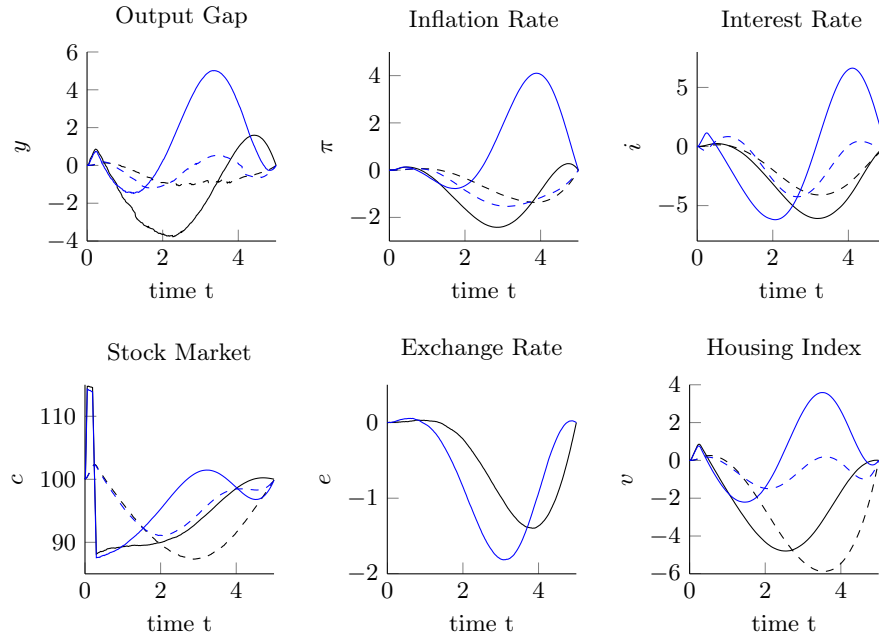 Output Gap
6
4
2
0
−2
−4
0
2
4
y
time t
Inflation Rate
4
2
0
−2
0
2
4
π
time t
Interest Rate
5
0
−5
0
2
4
i
time t
Stock Market
110
100
90
0
2
4
c
time t
Exchange Rate
0
−1
−2
0
2
4
e
time t
Housing Index
4
2
0
−2
−4
−6
0
2
4
v
time t